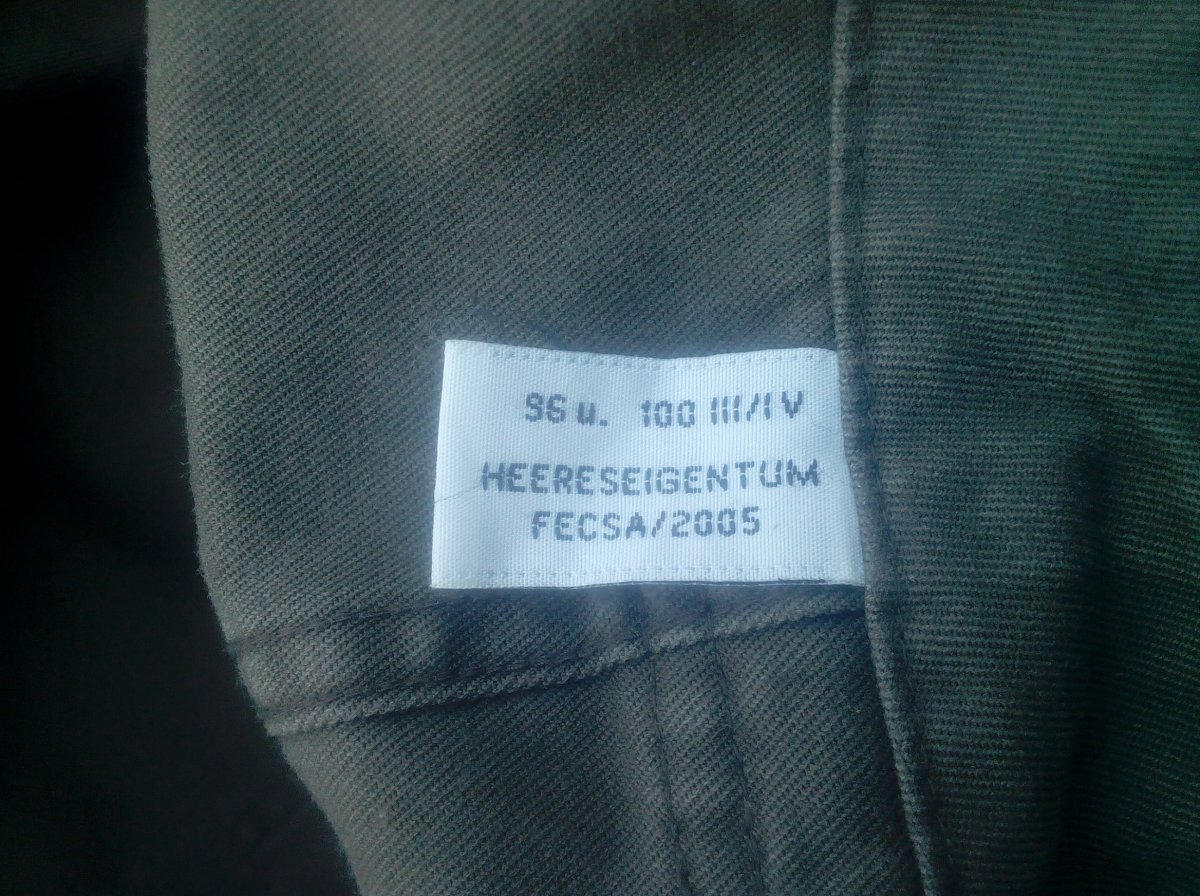 96 u. 100 III/IV
HEERESEIGENTUM
FECSA/2005